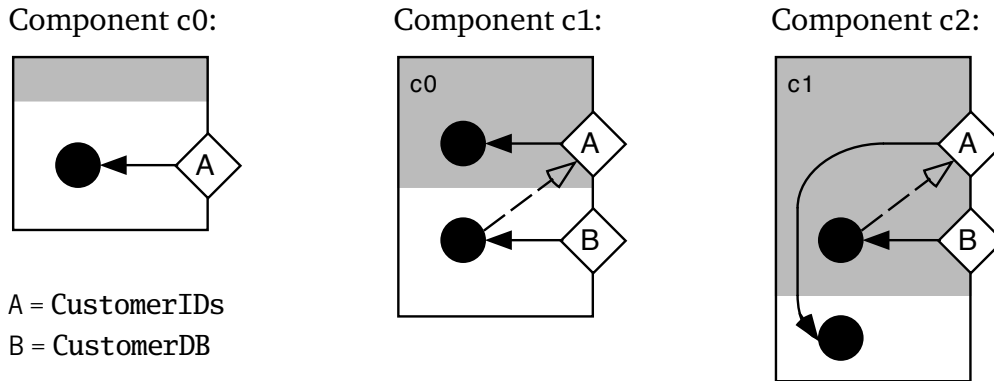 Component c0:
A
A = CustomerIDs
B = CustomerDB
Component c1:
c0
A
B
Component c2:
c1
A
B